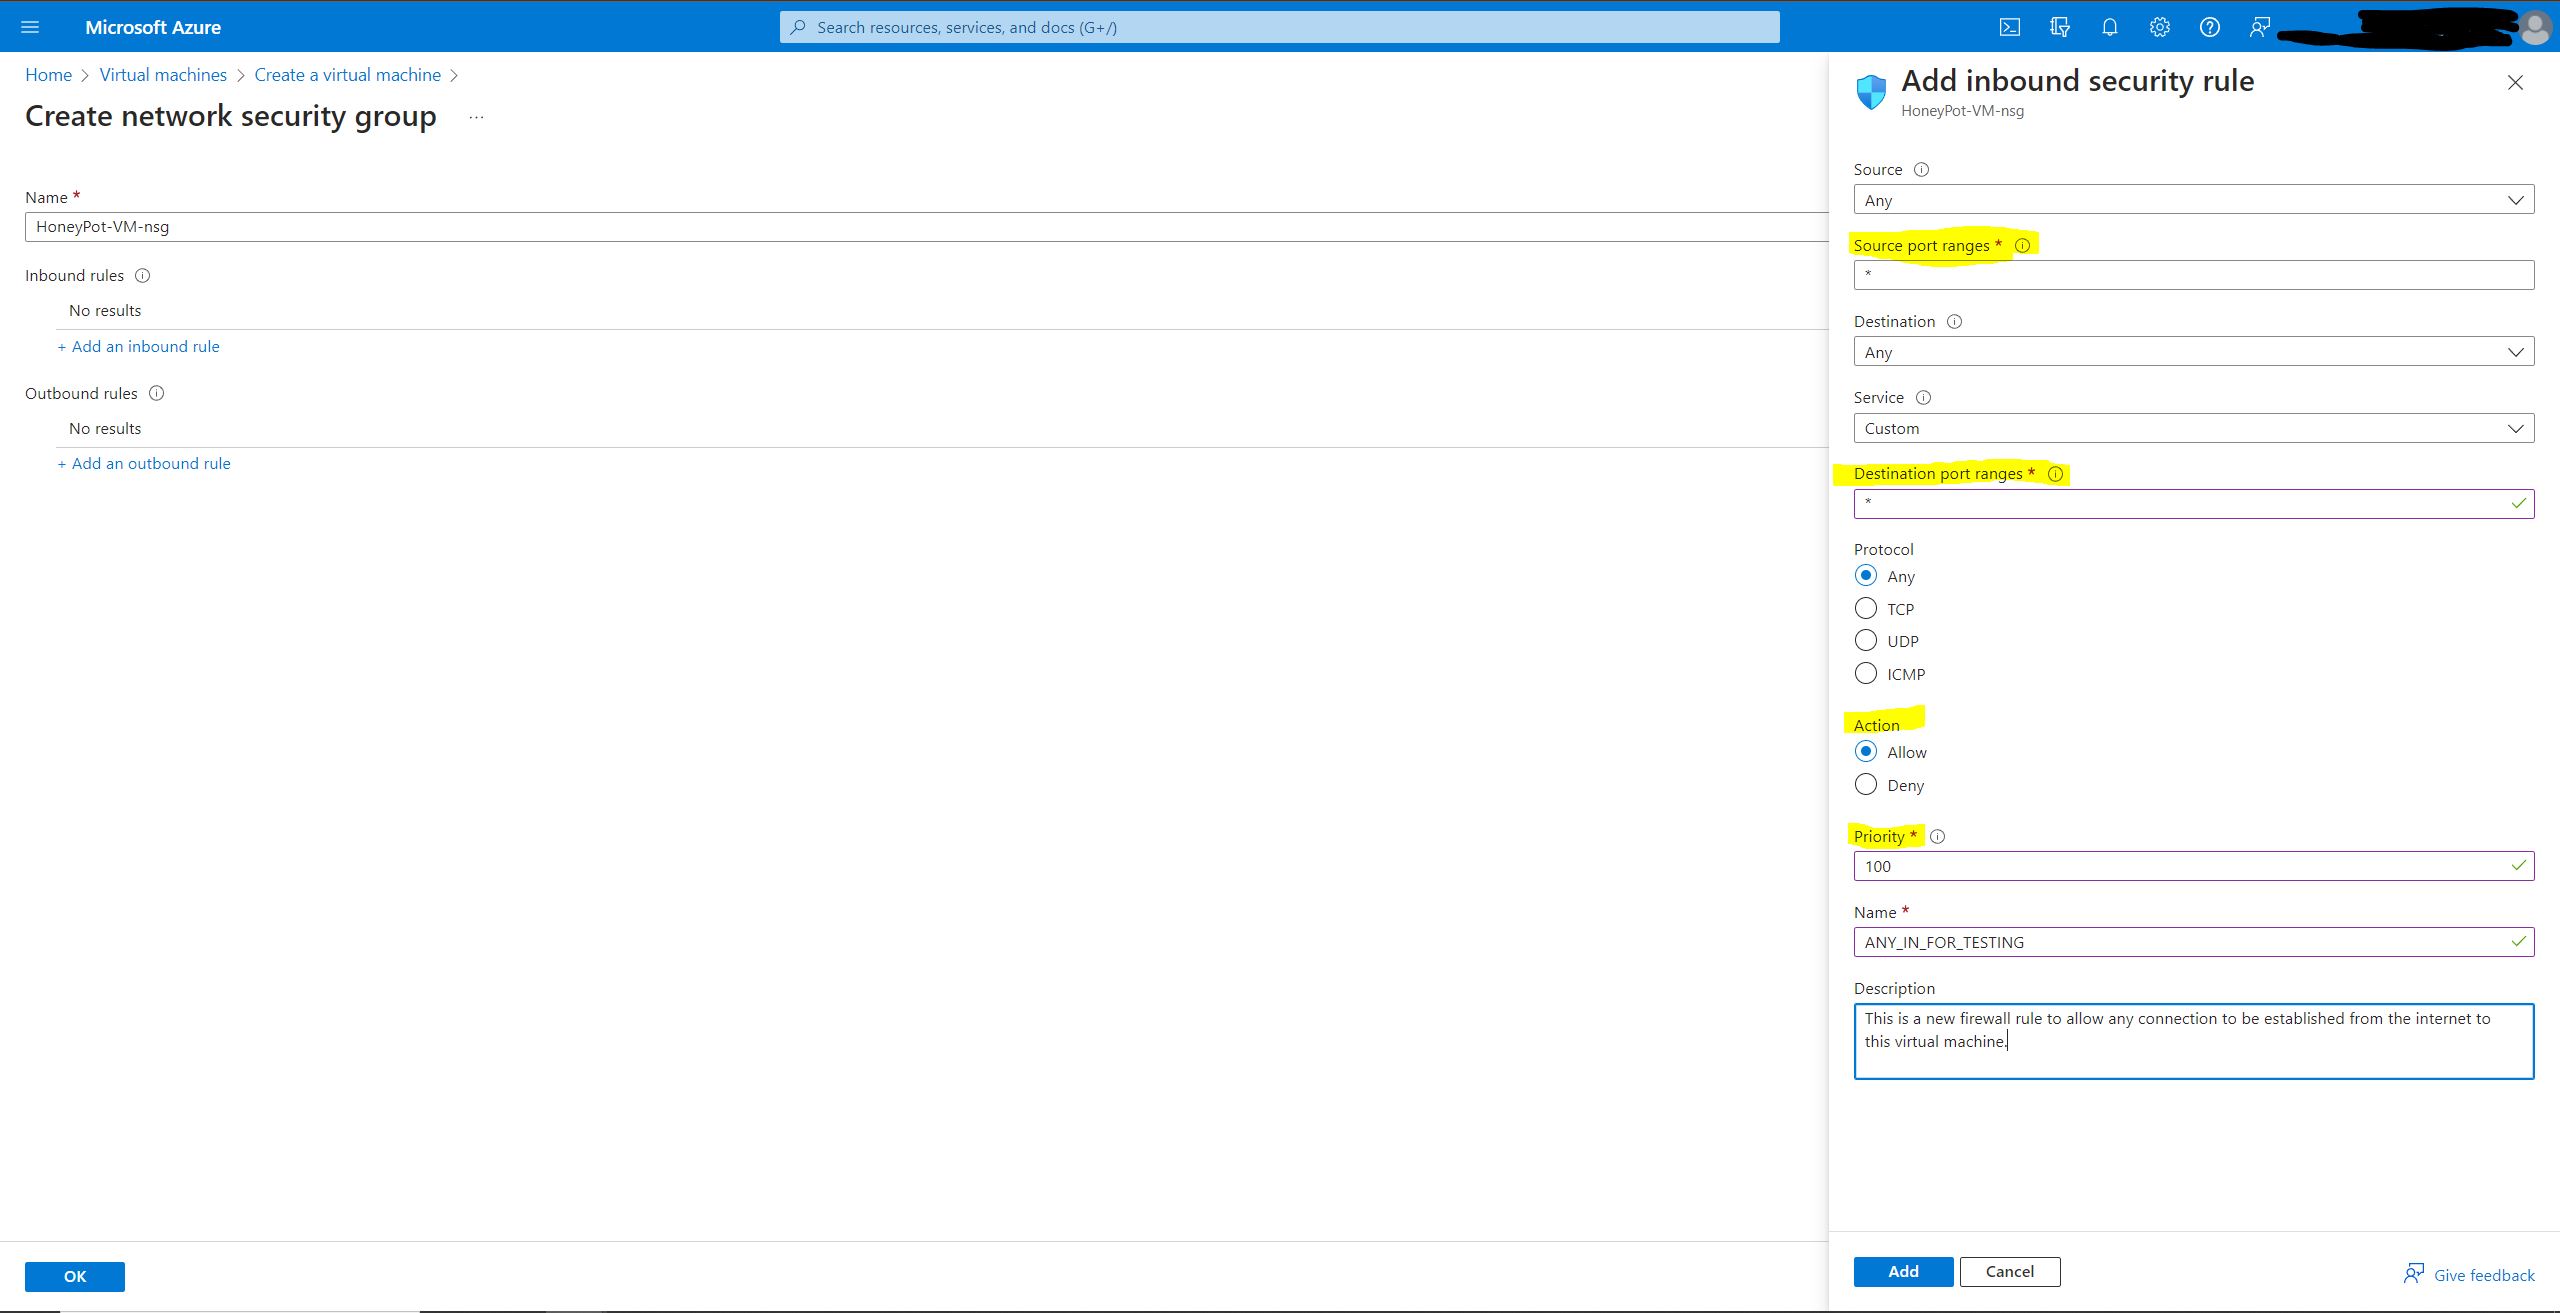 Microsoft Azure
Search resources, services, and docs (G+/)
Home > Virtual machines > Create a virtual machine >
Create network security group ...
Name *
HoneyPot-VM-nsg
Inbound rules
No results
+ Add an inbound rule
Outbound rules
No results
+ Add an outbound rule
OK
Add inbound security rule
HoneyPot-VM-nsg
Source
Any
Source port ranges *
*
Destination
Any
Service
Custom
Destination port ranges *
*
Protocol
Any
TCP
UDP
ICMP
Action
Allow
Deny
Priority *
100
Name *
ANY_IN_FOR_TESTING
Description
This is a new firewall rule to allow any connection to be established from the internet to
this virtual machine.
Add
Cancel
Give feedback